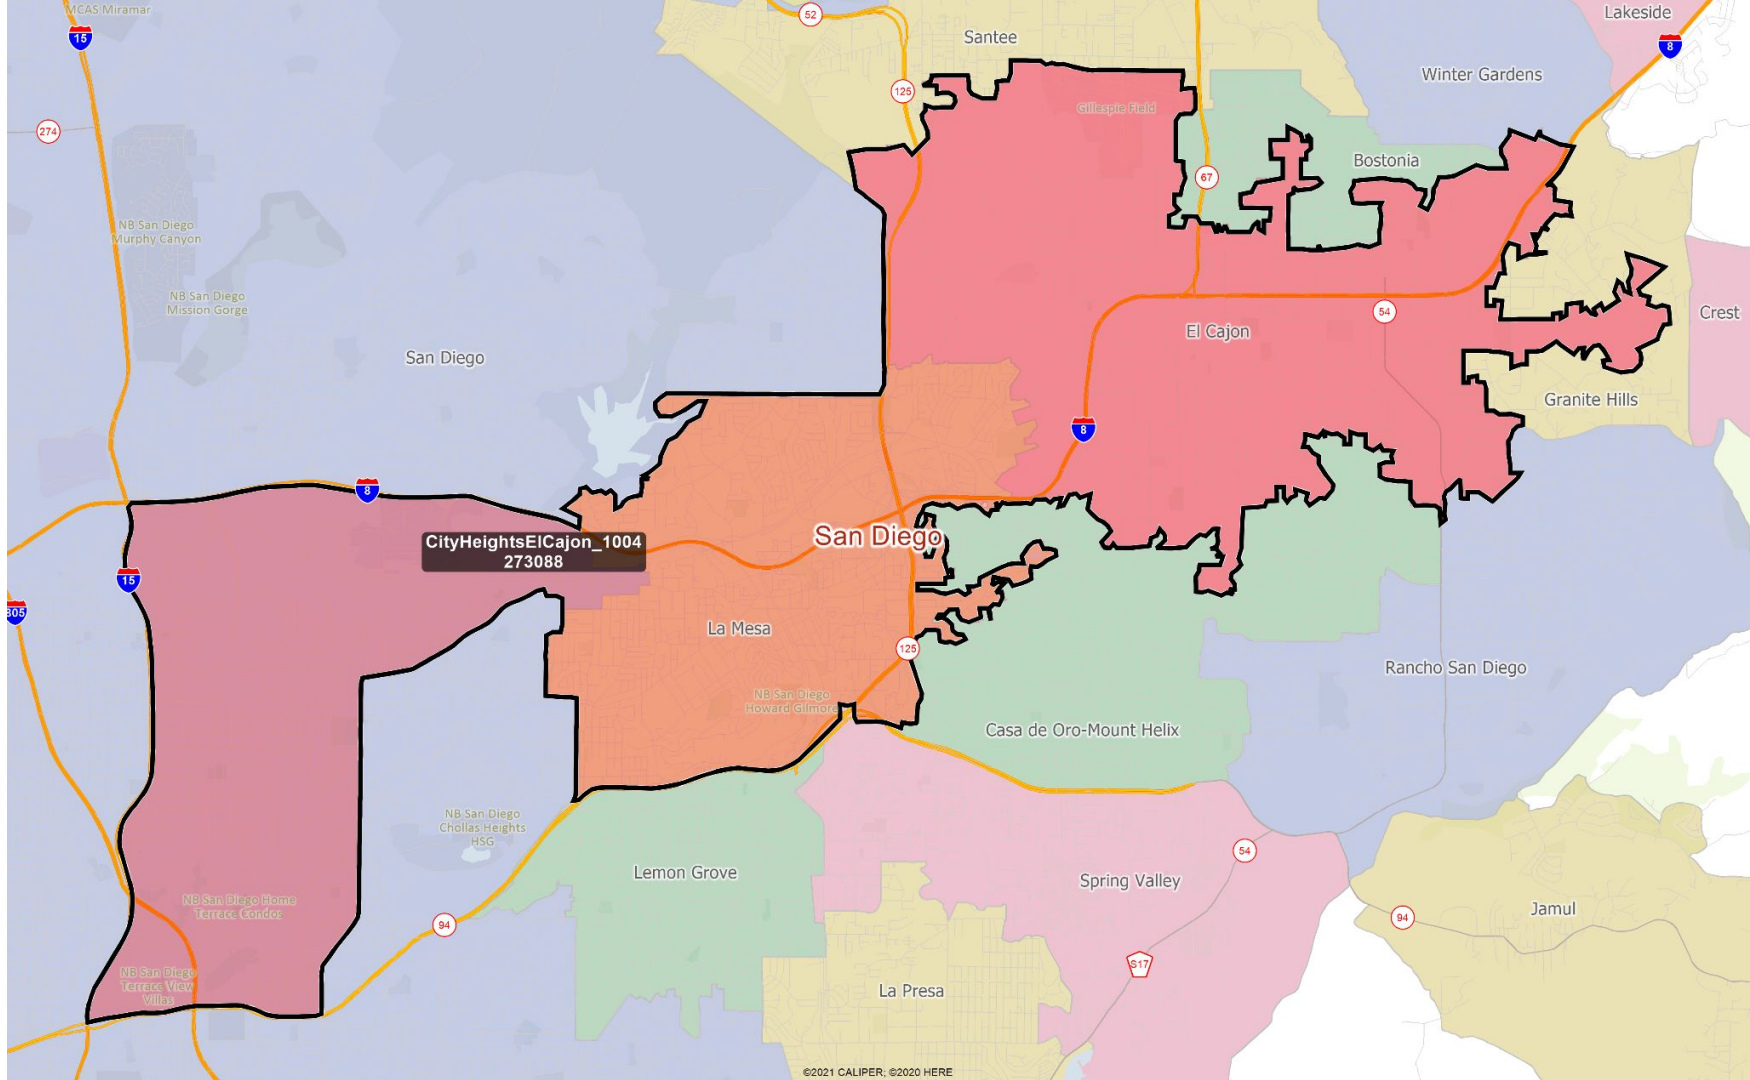 MCAS Miramar
15
52
Santee
Lakeside
8
Winter Gardens
125
Gillespie Field
274
Bostonia
67
NB San Diego
Murphy Canyon
NB San Diego
Mission Gorge
54
Crest
El Cajon
San Diego
Granite Hills
8
8
San Diego
CityHeightsElCajon_1004
273088
15
805
La Mesa
125
Rancho San Diego
NB San Diego
Howard Gilmore
Casa de Oro-Mount Helix
NB San Diego
Chollas Heights
HSG
54
Lemon Grove
Spring Valley
NB San Diego Home
Terrace Condos
94
94
Jamul
S17
NB San Diego
Terrace View
Villas
La Presa
©2021 CALIPER; ©2020 HERE